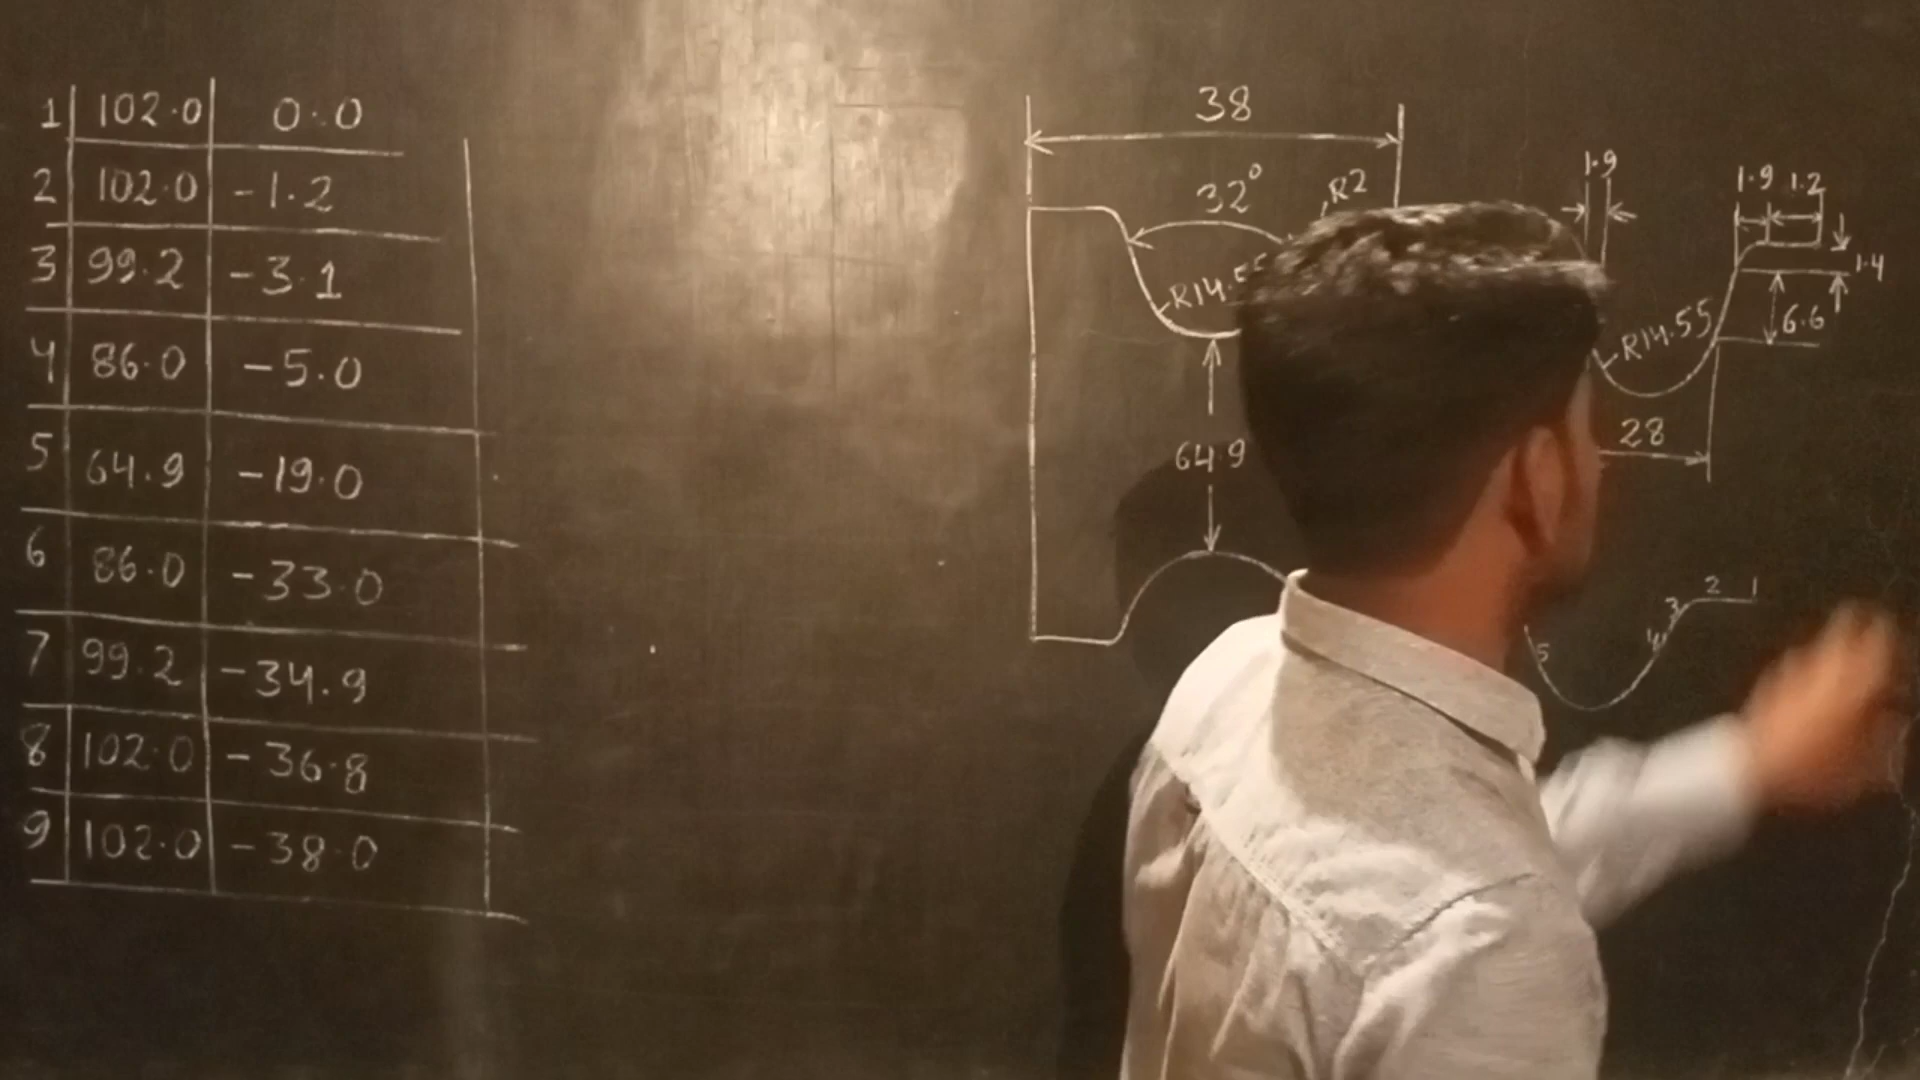 1 102.0 0.0
2 102.0 -1.2
3 99.2 -3.1
4 86.0 -5.0
5 64.9 -19.0
6 86.0 -33.0
7 99.2 -34.9
8 102.0 -36.8
9 102.0 -38.0
38
32° R2
R14.5
64.9
1.9
1.9 1.2
1.4
6.6
R14.55
28
2 1
3
4
5